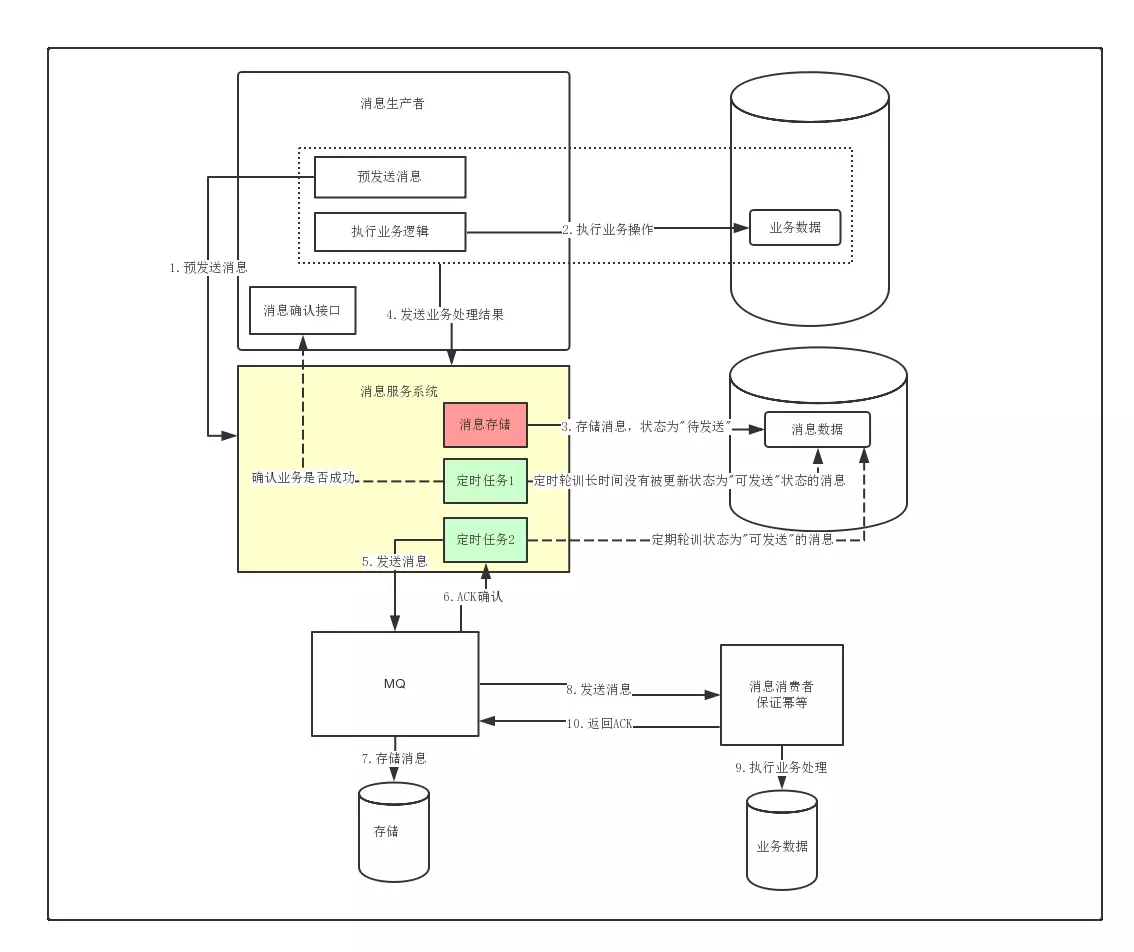 消息生产者
预发送消息
执行业务逻辑
2.执行业务操作
业务数据
1.预发送消息
消息确认接口
4.发送业务处理结果
消息服务系统
消息存储
3.存储消息，状态为"待发送"
消息数据
确认业务是否成功
定时任务1
定时轮训长时间没有被更新状态为"可发送"状态的消息
定时任务2
定期轮训状态为"可发送"的消息
5.发送消息
6.ACK确认
MQ
8.发送消息
消息消费者
保证幂等
10.返回ACK
7.存储消息
9.执行业务处理
存储
业务数据